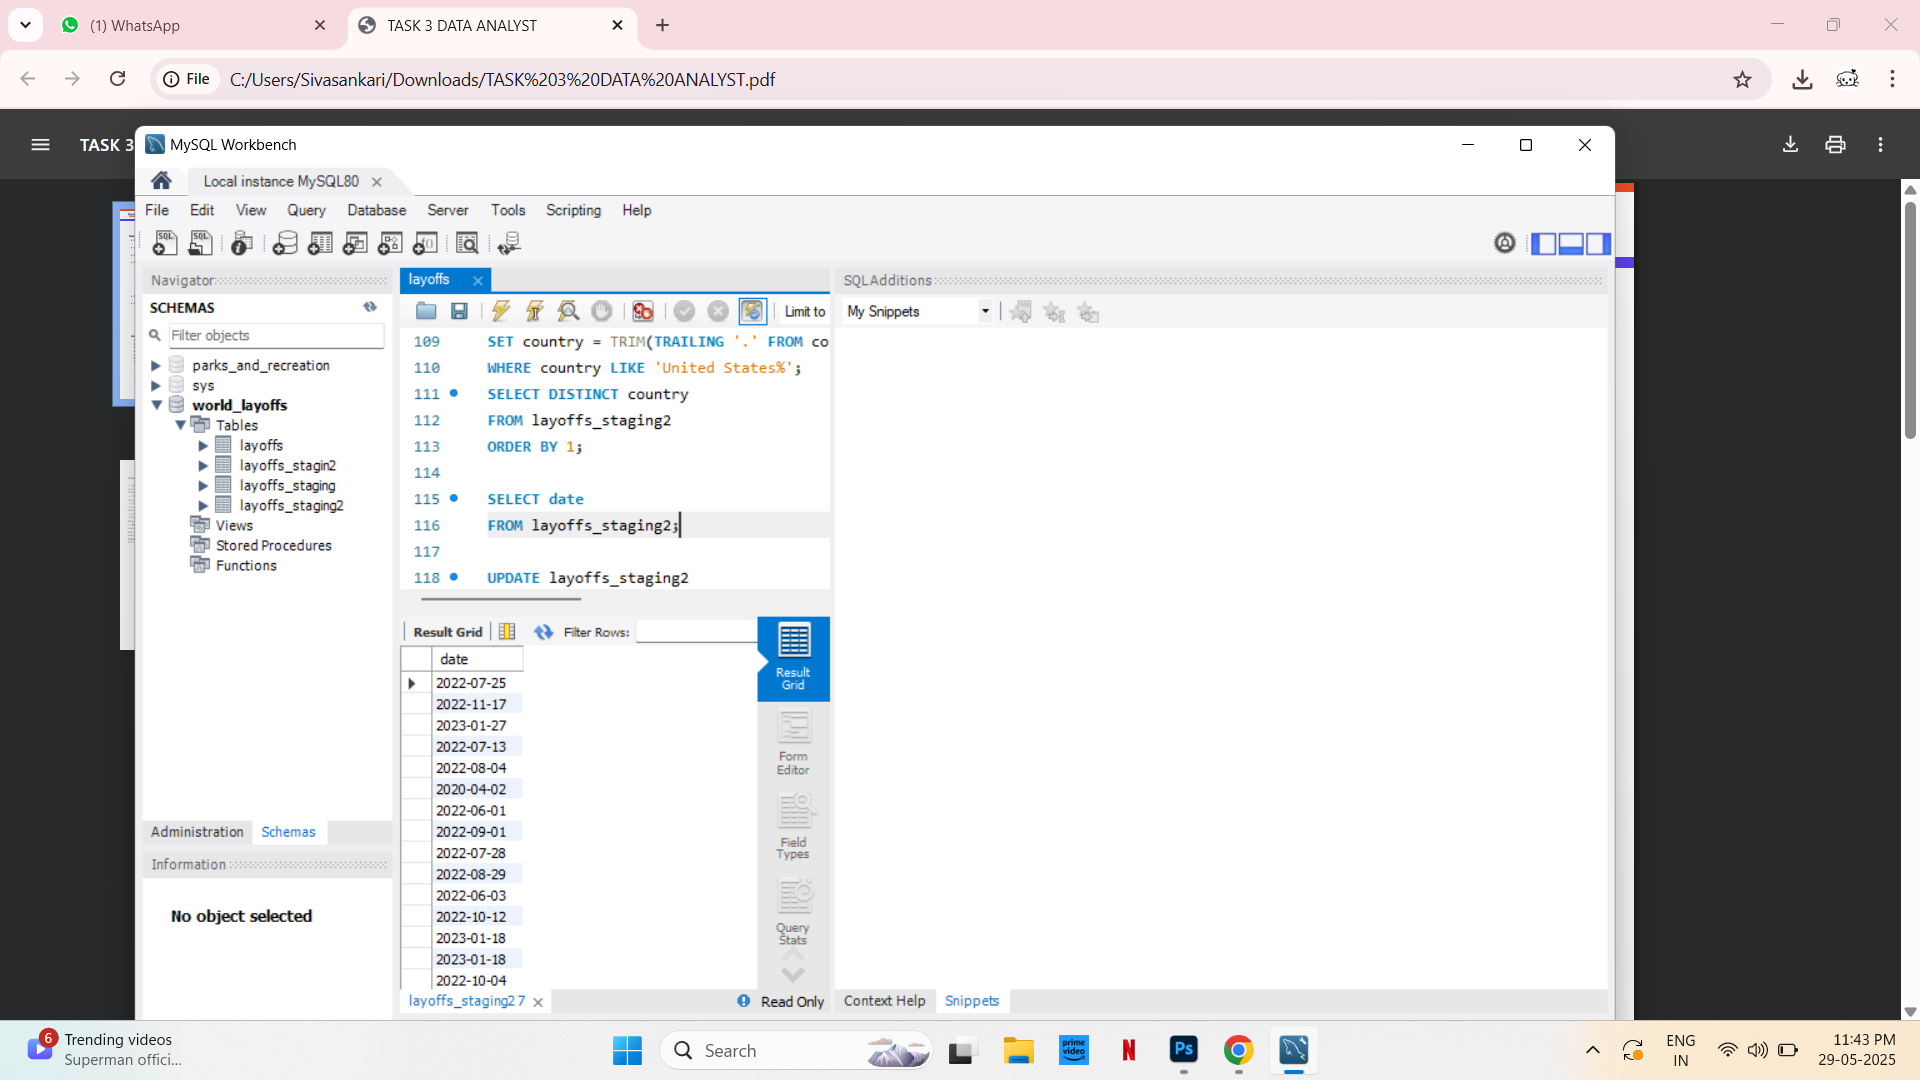 (1) WhatsApp
TASK 3 DATA ANALYST
File
C:/Users/Sivasankari/Downloads/TASK%203%20DATA%20ANALYST.pdf
TASK 3
MySQL Workbench
Local instance MySQL80
File Edit View Query Database Server Tools Scripting Help
Navigator
SCHEMAS
Filter objects
parks_and_recreation
sys
world_layoffs
Tables
layoffs
layoffs_stagin2
layoffs_staging
layoffs_staging2
Views
Stored Procedures
Functions
Administration Schemas
Information
No object selected
layoffs
Limit to
109 SET country = TRIM(TRAILING '.' FROM co
110 WHERE country LIKE 'United States%';
111 SELECT DISTINCT country
112 FROM layoffs_staging2
113 ORDER BY 1;
114
115 SELECT date
116 FROM layoffs_staging2;
117
118 UPDATE layoffs_staging2
Result Grid Filter Rows:
date
2022-07-25
2022-11-17
2023-01-27
2022-07-13
2022-08-04
2020-04-02
2022-06-01
2022-09-01
2022-07-28
2022-08-29
2022-06-03
2022-10-12
2023-01-18
2023-01-18
2022-10-04
Result
Grid
Form
Editor
Field
Types
Query
Stats
layoffs_staging2 7
Read Only
SQLAdditions
My Snippets
Context Help Snippets
6
Trending videos
Superman offici...
Search
prime
video
N
Ps
ENG
IN
11:43 PM
29-05-2025